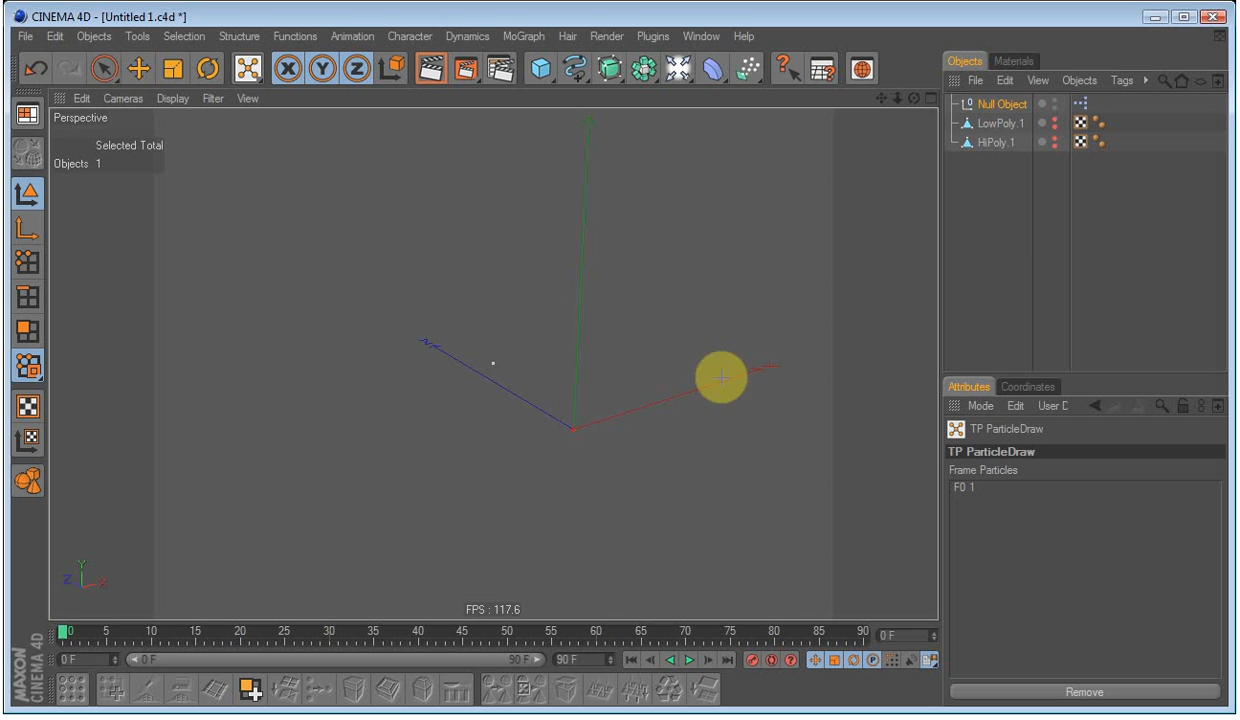 CINEMA 4D - [Untitled 1.c4d *]
File Edit Objects Tools Selection Structure Functions Animation Character Dynamics MoGraph Hair Render Plugins Window Help
X Y Z
Objects Materials
File Edit View Objects Tags
Edit Cameras Display Filter View
Null Object
LowPoly.1
HiPoly.1
Perspective
Selected Total
Objects 1
Attributes Coordinates
Mode Edit User D
TP ParticleDraw
TP ParticleDraw
Frame Particles
F0 1
Y
Z X
FPS : 117.6
0 5 10 15 20 25 30 35 40 45 50 55 60 65 70 75 80 85 90 0 F
0 F 0 F 90 F 90 F
Remove
MAXON
CINEMA 4D